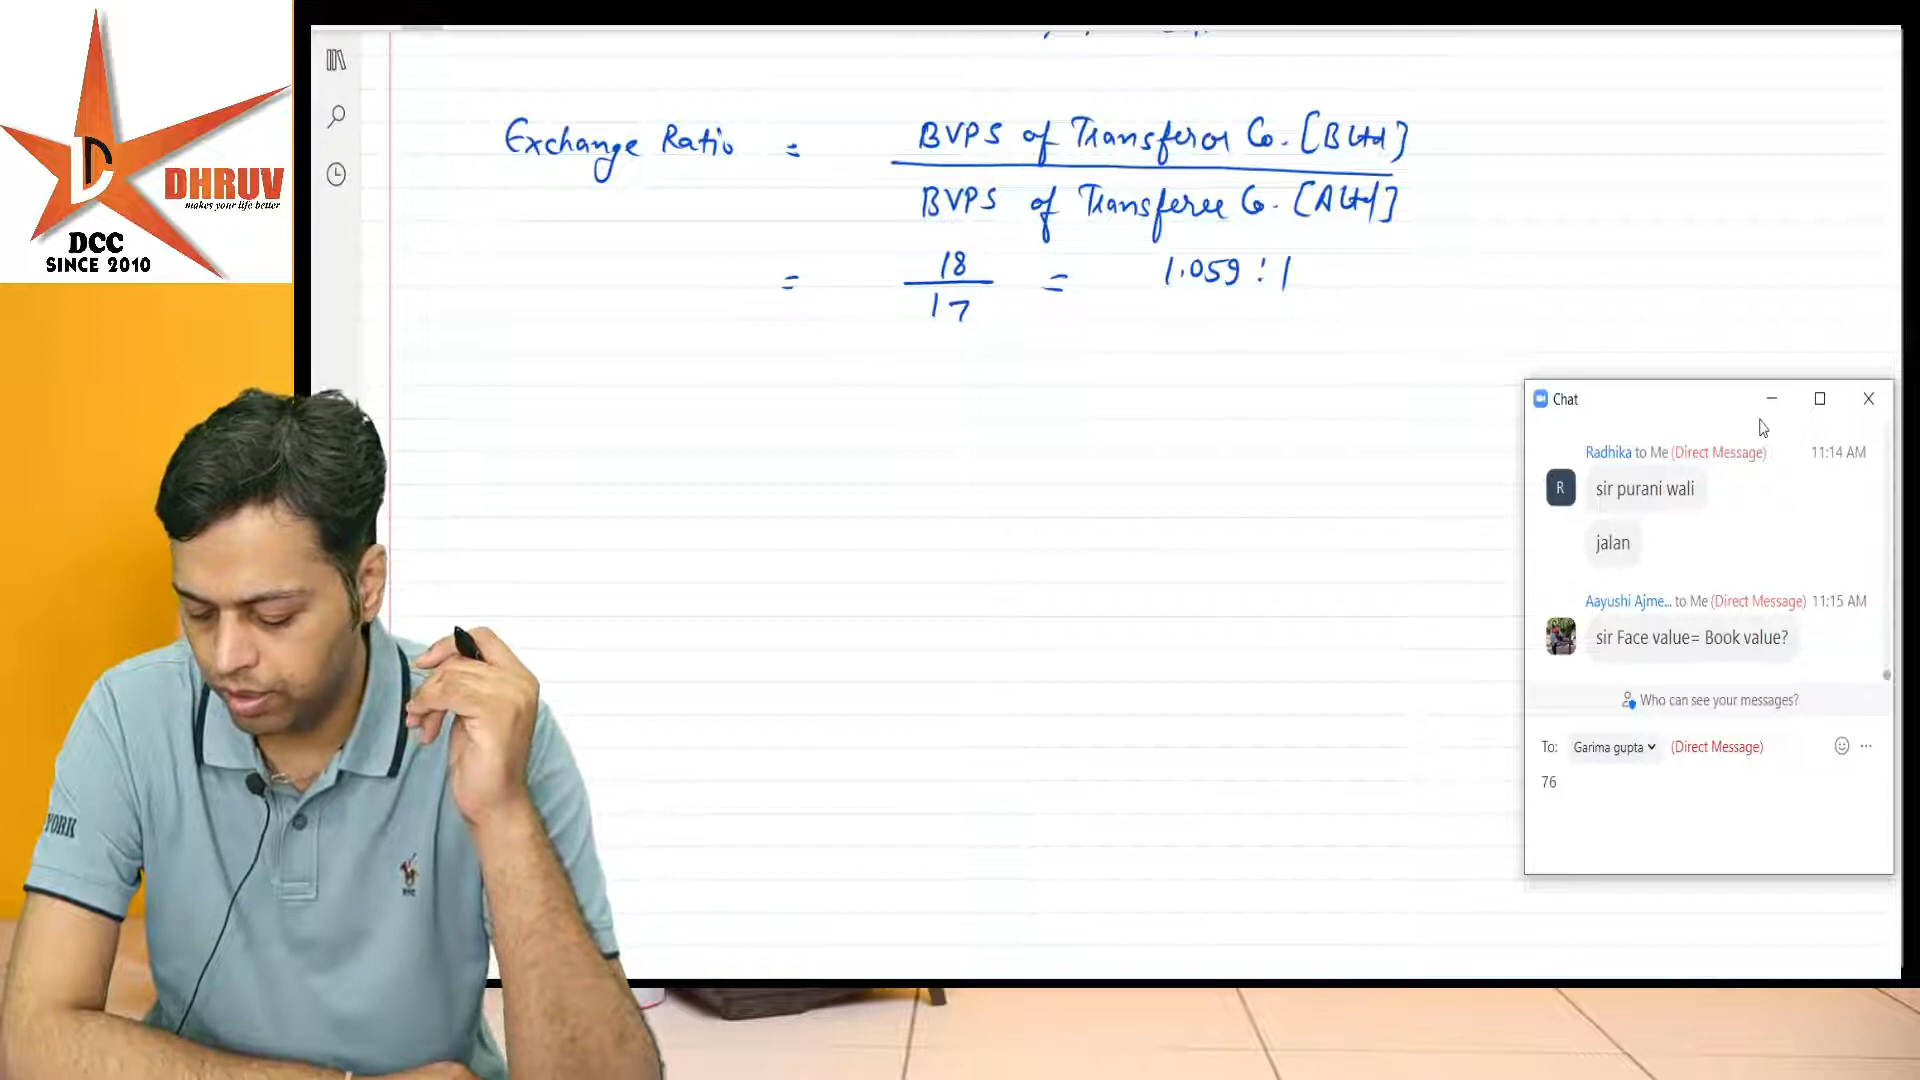 DHRUV
makes your life better
DCC
SINCE 2010
Exchange Ratio = BVPS of Transferor Co. [B Ltd]
BVPS of Transferee Co. [A Ltd]
= 18
17
= 1.059 : 1
Chat
Radhika to Me (Direct Message) 11:14 AM
R
sir purani wali
jalan
Aayushi Ajme... to Me (Direct Message) 11:15 AM
sir Face value= Book value?
Who can see your messages?
To: Garima gupta (Direct Message)
76
YORK